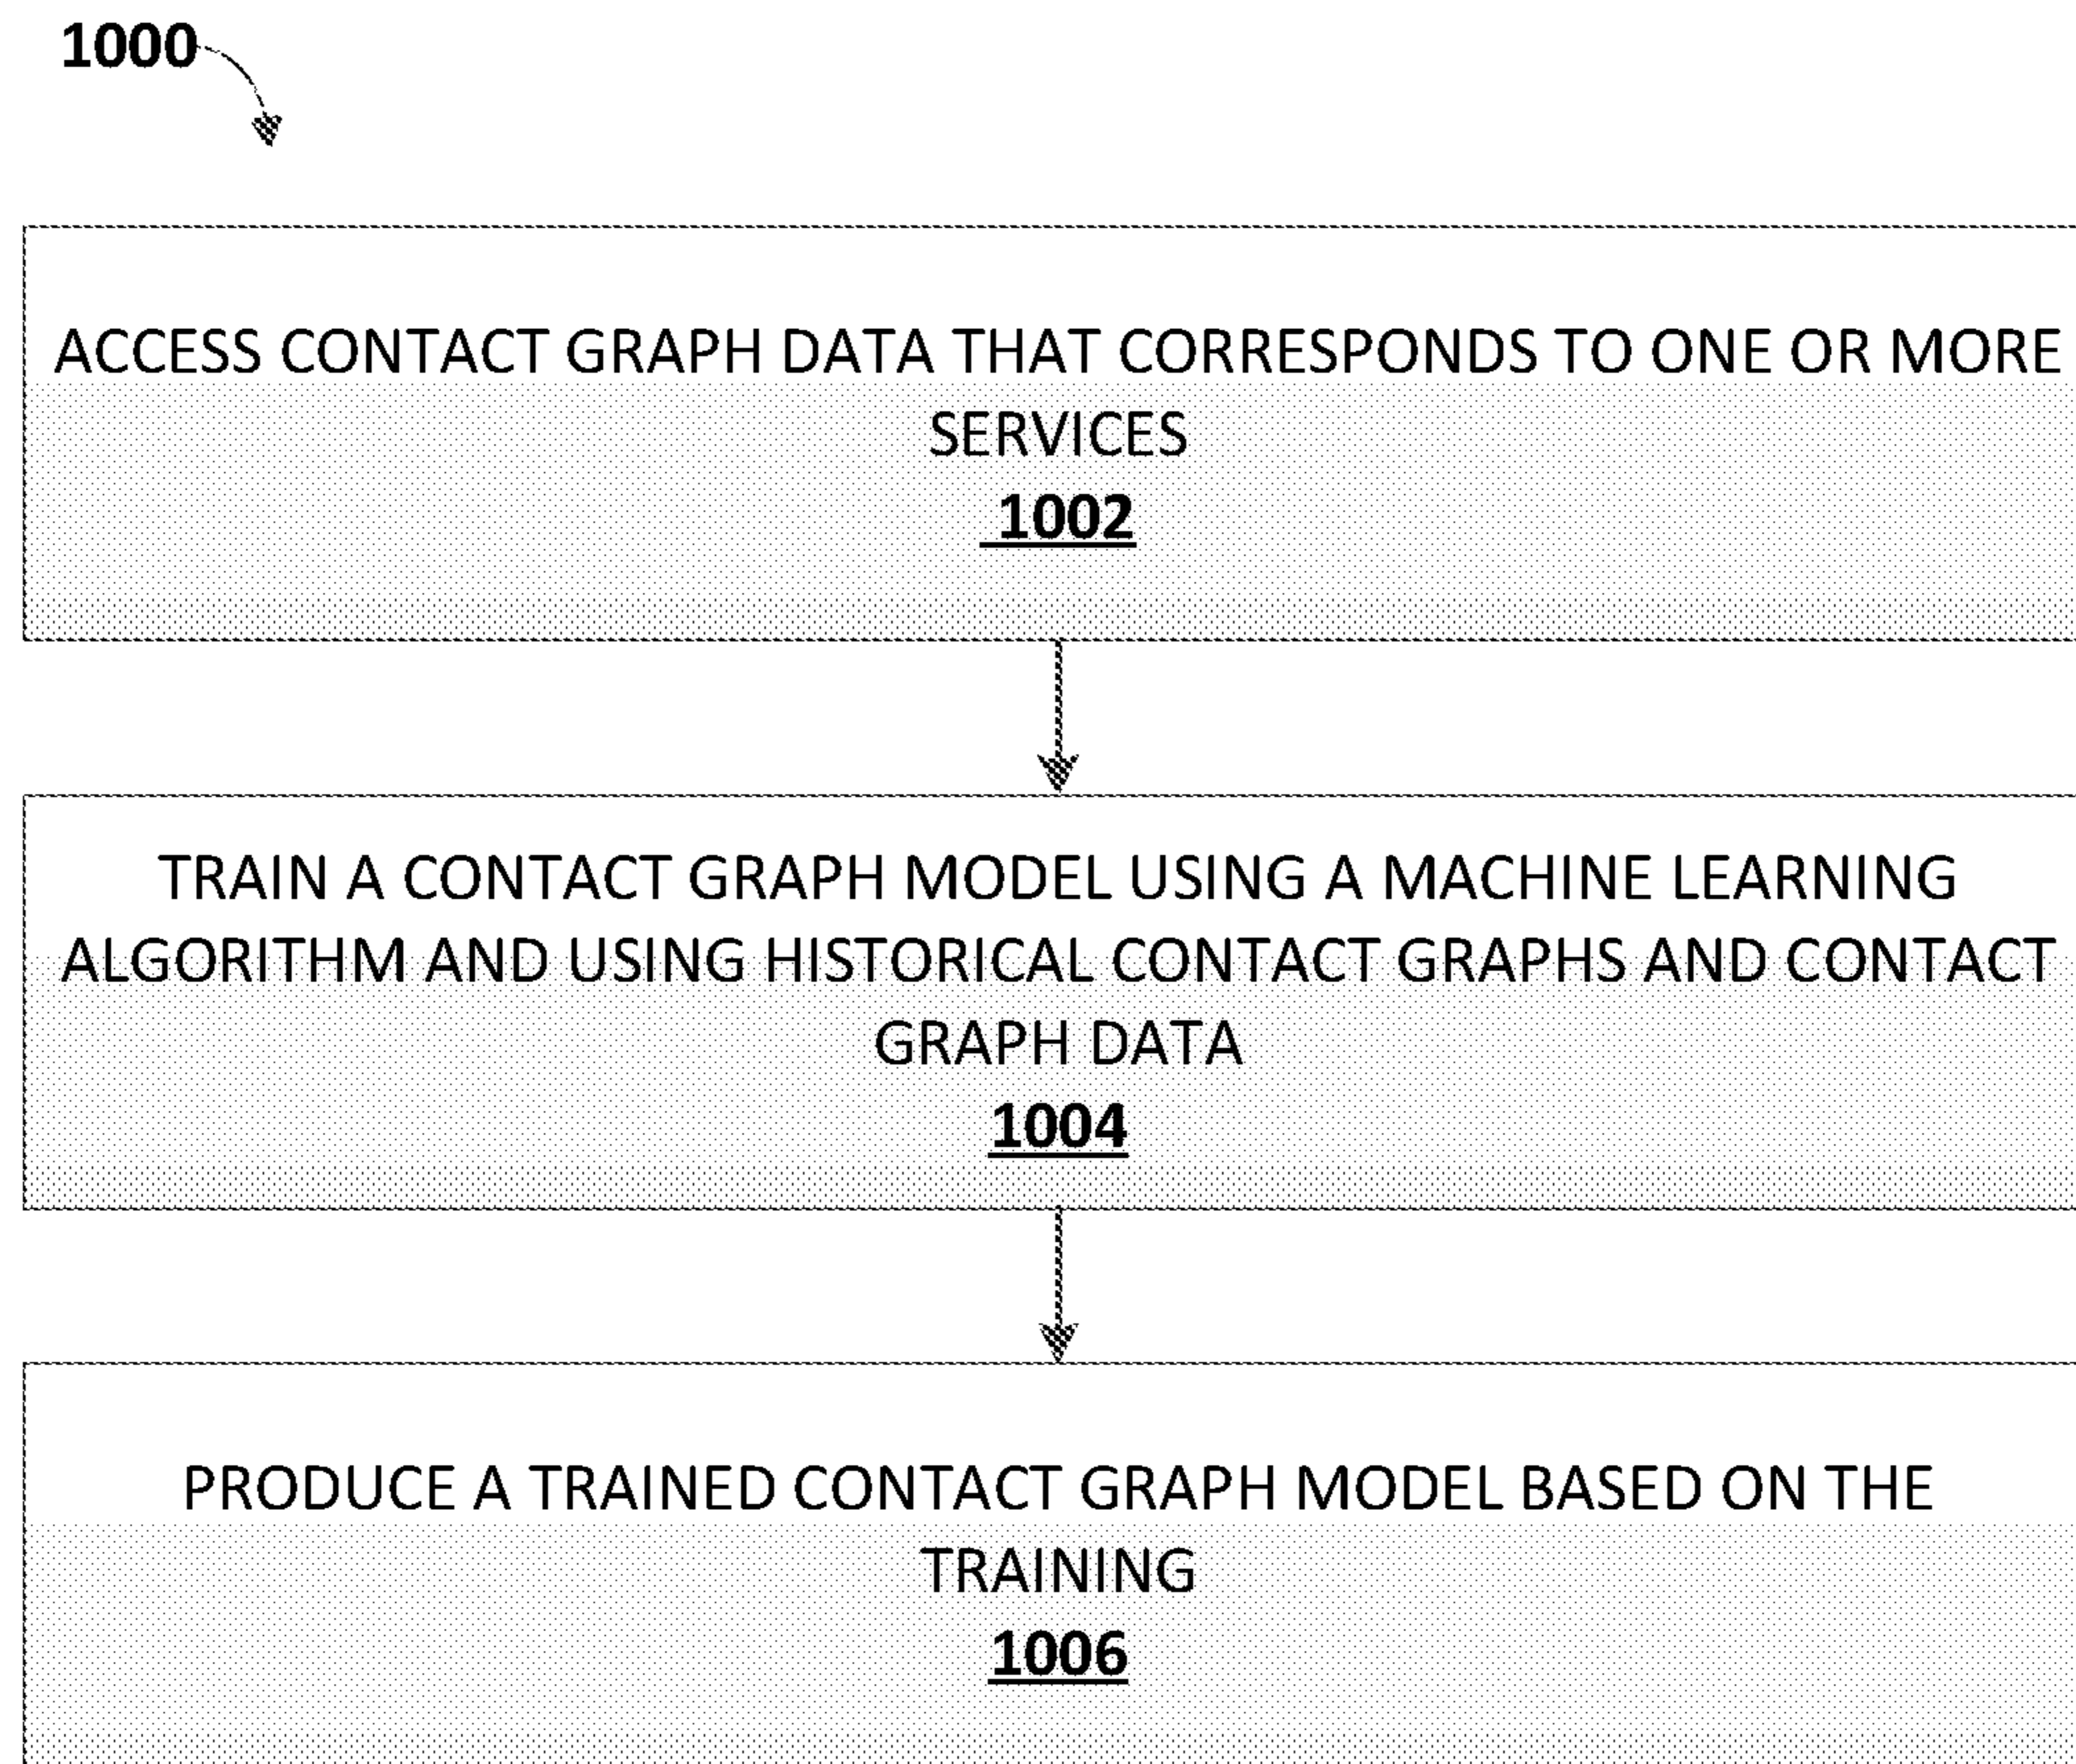 1000
ACCESS CONTACT GRAPH DATA THAT CORRESPONDS TO ONE OR MORE
SERVICES
1002
TRAIN A CONTACT GRAPH MODEL USING A MACHINE LEARNING
ALGORITHM AND USING HISTORICAL CONTACT GRAPHS AND CONTACT
GRAPH DATA
1004
PRODUCE A TRAINED CONTACT GRAPH MODEL BASED ON THE
TRAINING
1006